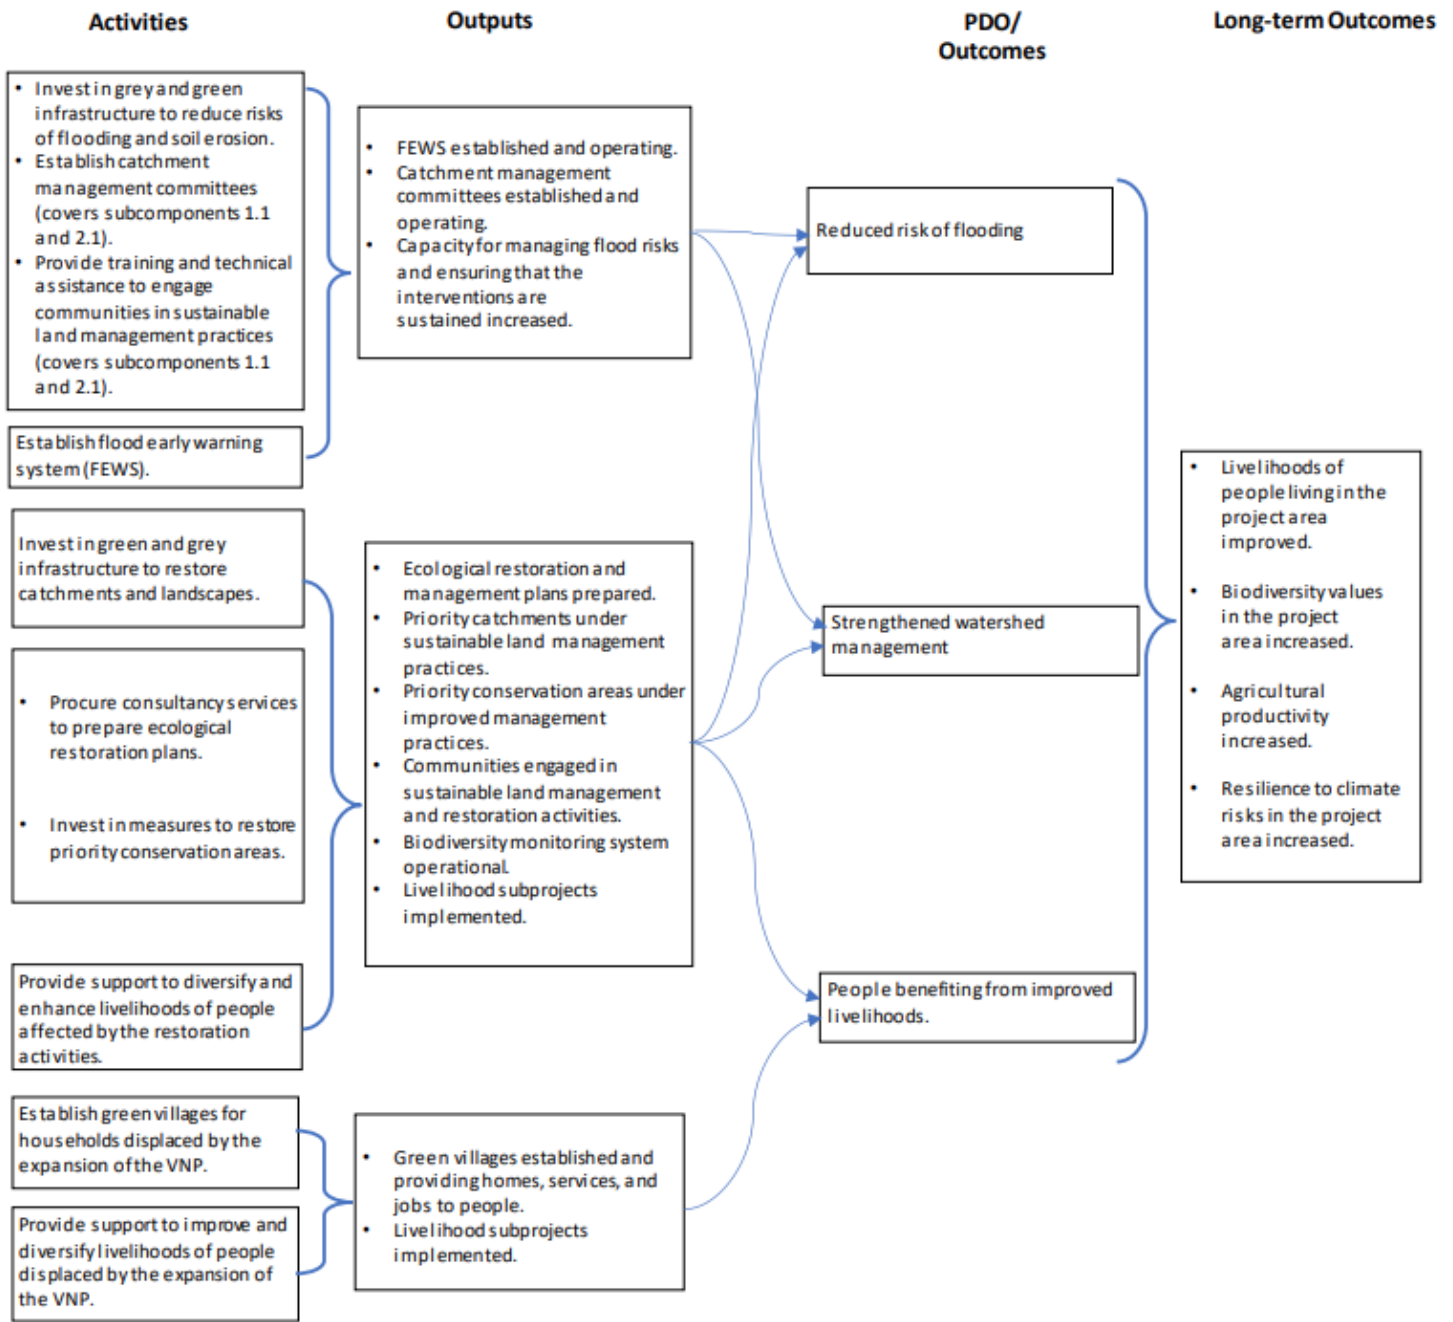 Activities
Outputs
PDO/
Outcomes
Long-term Outcomes
• Invest in grey and green
infrastructure to reduce risks
of flooding and soil erosion.
• Establish catchment
management committees
(covers subcomponents 1.1
and 2.1).
• Provide training and technical
assistance to engage
communities in sustainable
land management practices
(covers subcomponents 1.1
and 2.1).
Establish flood early warning
system (FEWS).
Invest in green and grey
infrastructure to restore
catchments and landscapes.
• Procure consultancy services
to prepare ecological
restoration plans.
• Invest in measures to restore
priority conservation areas.
Provide support to diversify and
enhance livelihoods of people
affected by the restoration
activities.
Establish green villages for
households displaced by the
expansion of the VNP.
Provide support to improve and
diversify livelihoods of people
displaced by the expansion of
the VNP.
• FEWS established and operating.
• Catchment management
committees established and
operating.
• Capacity for managing flood risks
and ensuring that the
interventions are
sustained increased.
• Ecological restoration and
management plans prepared.
• Priority catchments under
sustainable land management
practices.
• Priority conservation areas under
improved management
practices.
• Communities engaged in
sustainable land management
and restoration activities.
• Biodiversity monitoring system
operational.
• Livelihood subprojects
implemented.
• Green villages established and
providing homes, services, and
jobs to people.
• Livelihood subprojects
implemented.
Reduced risk of flooding
Strengthened watershed
management
People benefiting from improved
livelihoods.
• Livelihoods of
people living in the
project area
improved.
• Biodiversity values
in the project
area increased.
• Agricultural
productivity
increased.
• Resilience to climate
risks in the project
area increased.